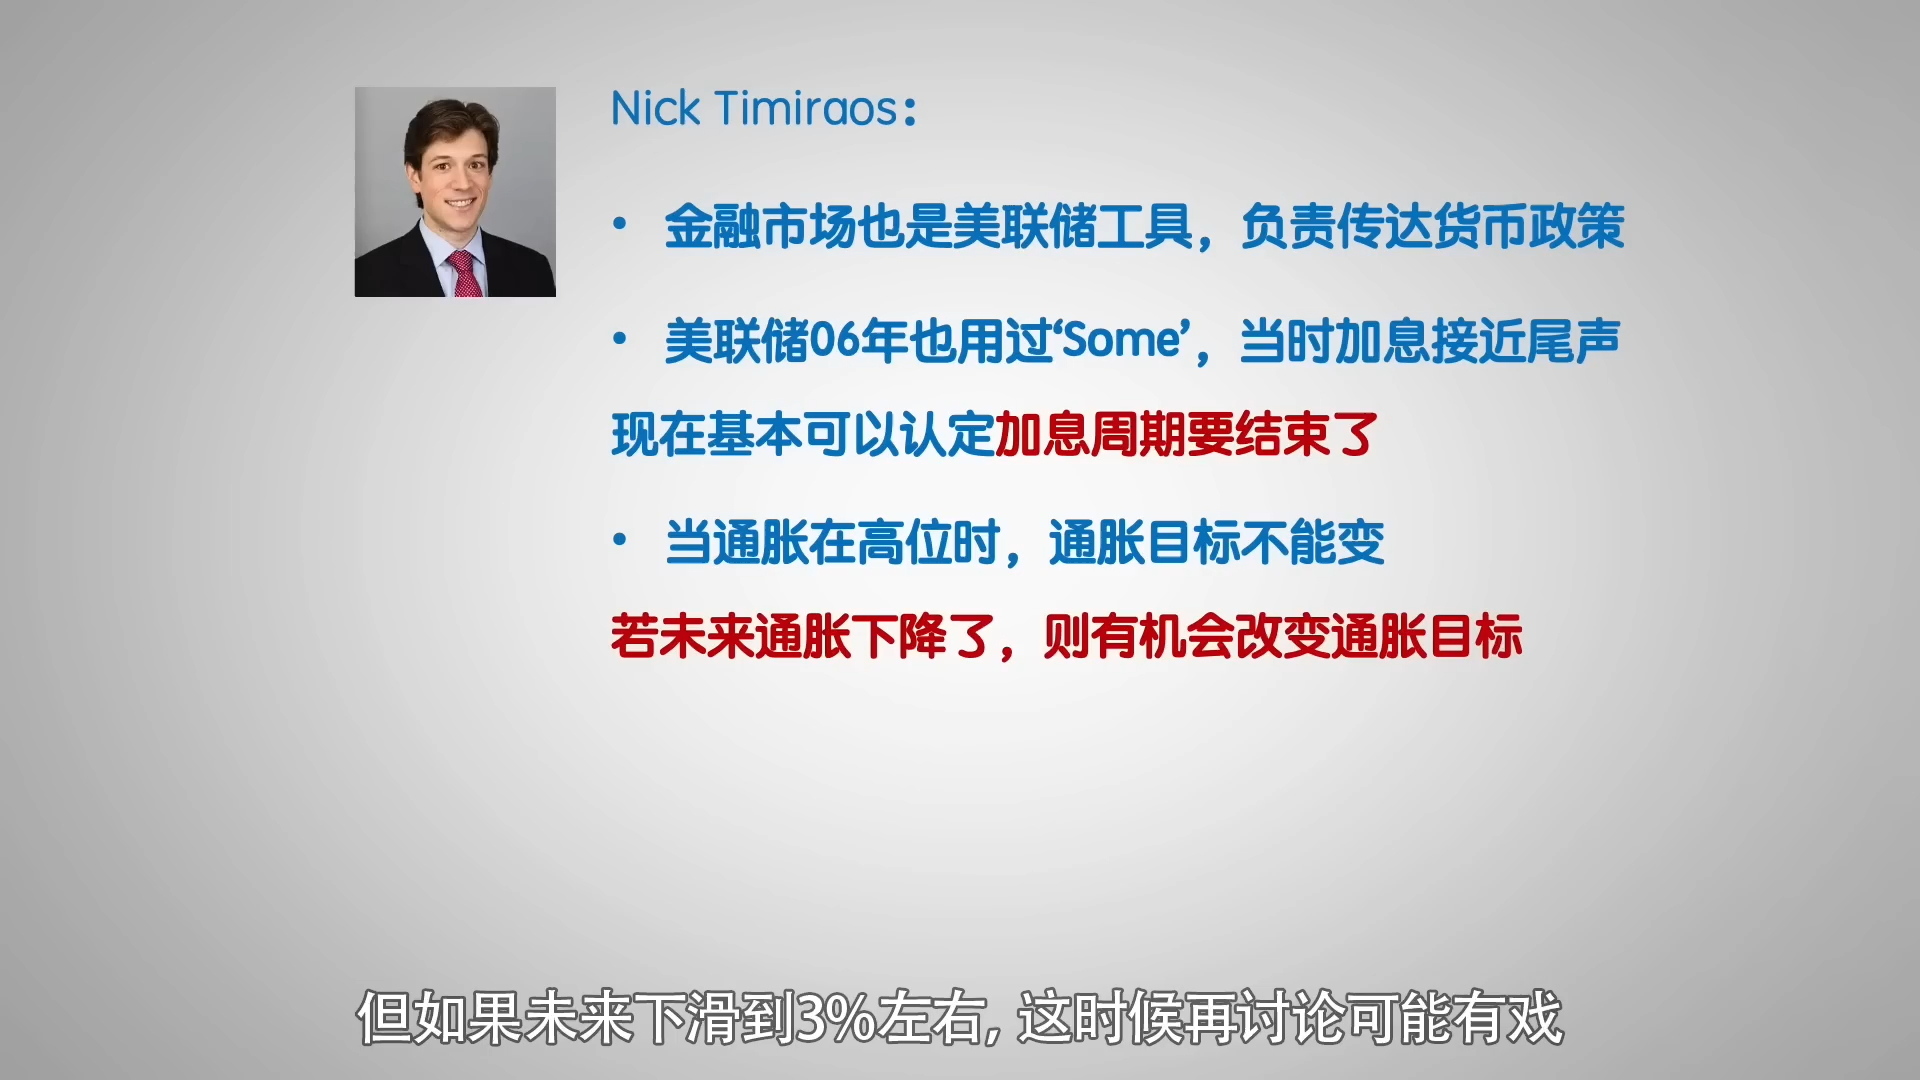 Nick Timiraos：
• 金融市场也是美联储工具，负责传达货币政策
• 美联储06年也用过‘Some’，当时加息接近尾声
现在基本可以认定加息周期要结束了
• 当通胀在高位时，通胀目标不能变
若未来通胀下降了，则有机会改变通胀目标
但如果未来下滑到3%左右, 这时候再讨论可能有戏